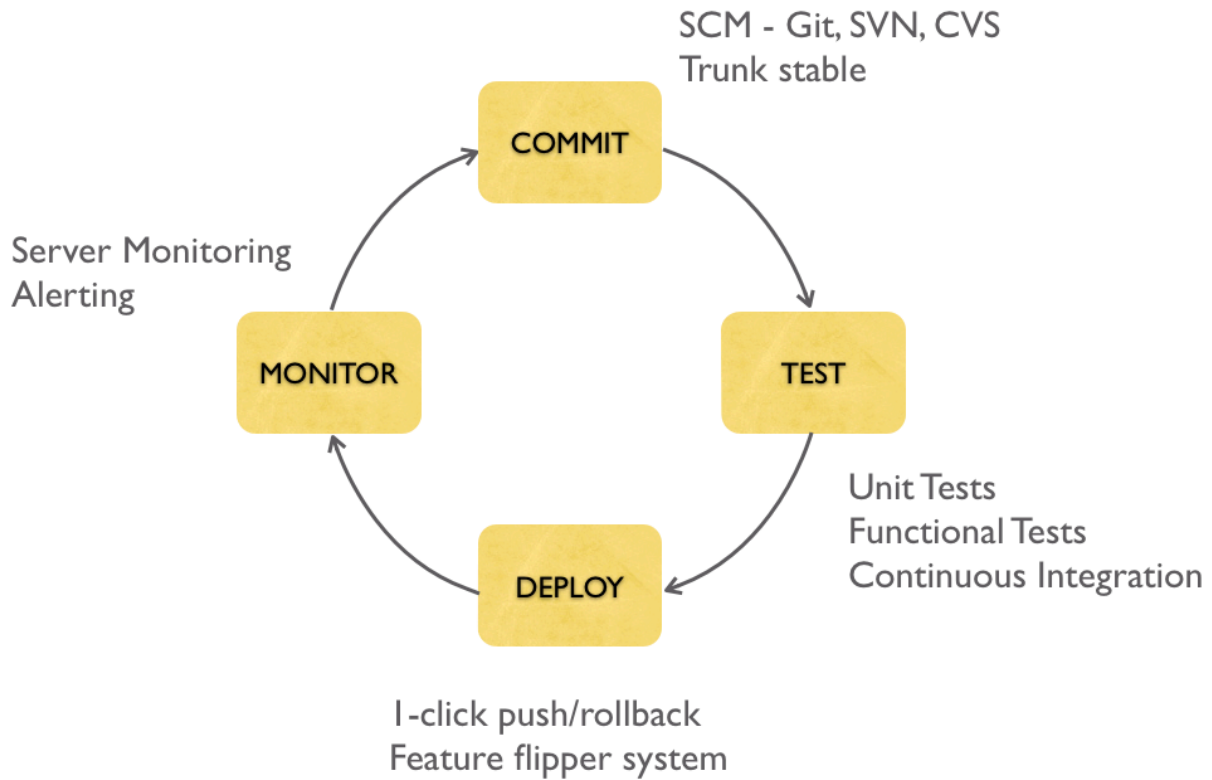 SCM - Git, SVN, CVS
Trunk stable
COMMIT
Server Monitoring
Alerting
MONITOR
TEST
Unit Tests
Functional Tests
Continuous Integration
DEPLOY
1-click push/rollback
Feature flipper system